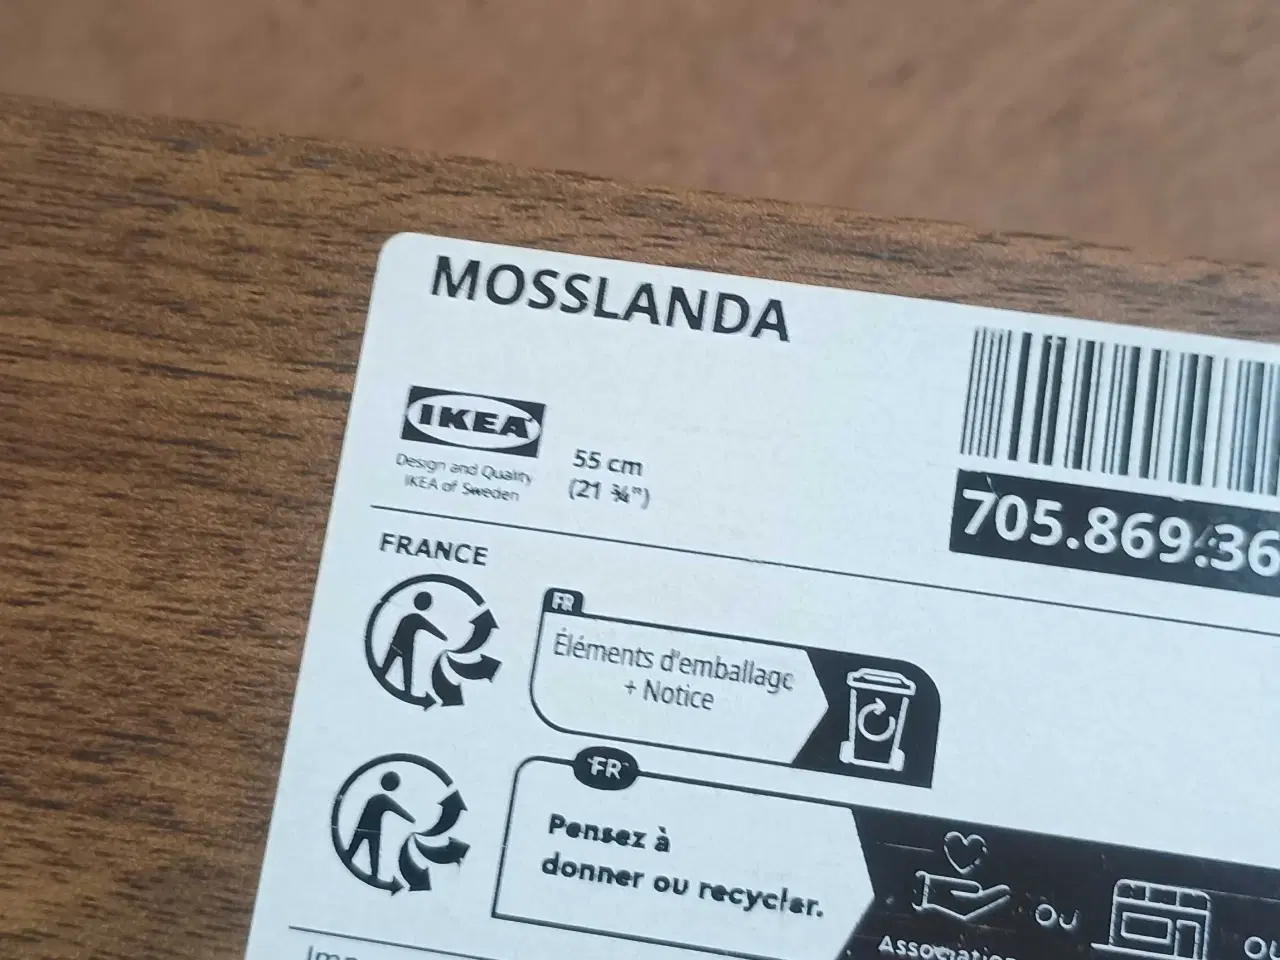 MOSSLANDA
IKEA
Design and Quality
IKEA of Sweden
55 cm
(21 ¾")
705.869.36
FRANCE
FR
Éléments d'emballage
+ Notice
FR
Pensez à
donner ou recycler.
OU
OU